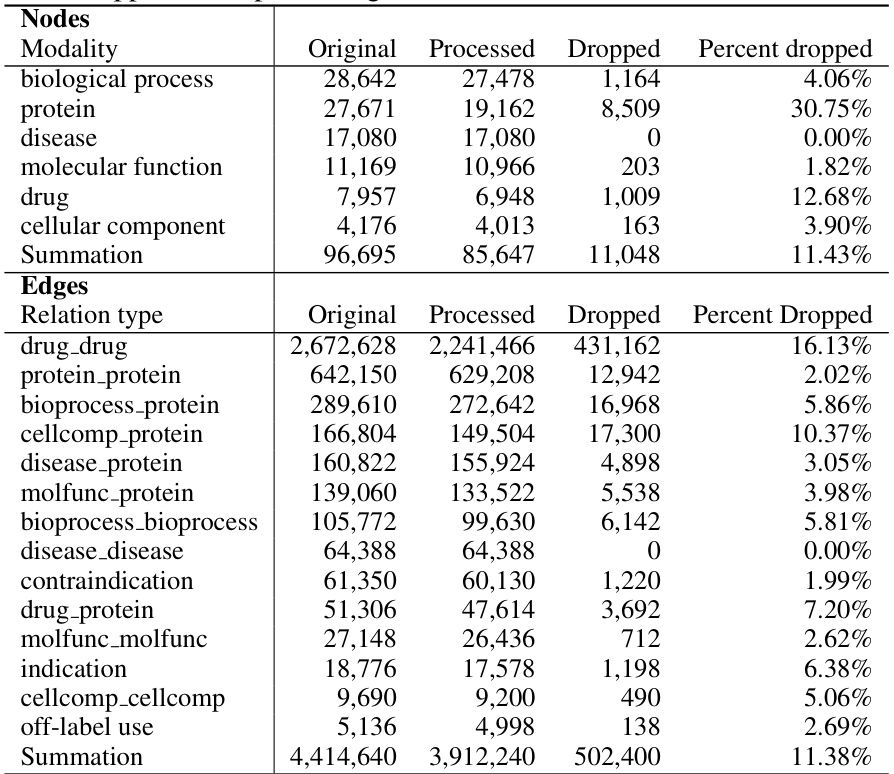 Nodes
Modality Original Processed Dropped Percent dropped
biological process 28,642 27,478 1,164 4.06%
protein 27,671 19,162 8,509 30.75%
disease 17,080 17,080 0 0.00%
molecular function 11,169 10,966 203 1.82%
drug 7,957 6,948 1,009 12.68%
cellular component 4,176 4,013 163 3.90%
Summation 96,695 85,647 11,048 11.43%
Edges
Relation type Original Processed Dropped Percent Dropped
drug_drug 2,672,628 2,241,466 431,162 16.13%
protein_protein 642,150 629,208 12,942 2.02%
bioprocess_protein 289,610 272,642 16,968 5.86%
cellcomp_protein 166,804 149,504 17,300 10.37%
disease_protein 160,822 155,924 4,898 3.05%
molfunc_protein 139,060 133,522 5,538 3.98%
bioprocess_bioprocess 105,772 99,630 6,142 5.81%
disease_disease 64,388 64,388 0 0.00%
contraindication 61,350 60,130 1,220 1.99%
drug_protein 51,306 47,614 3,692 7.20%
molfunc_molfunc 27,148 26,436 712 2.62%
indication 18,776 17,578 1,198 6.38%
cellcomp_cellcomp 9,690 9,200 490 5.06%
off-label use 5,136 4,998 138 2.69%
Summation 4,414,640 3,912,240 502,400 11.38%